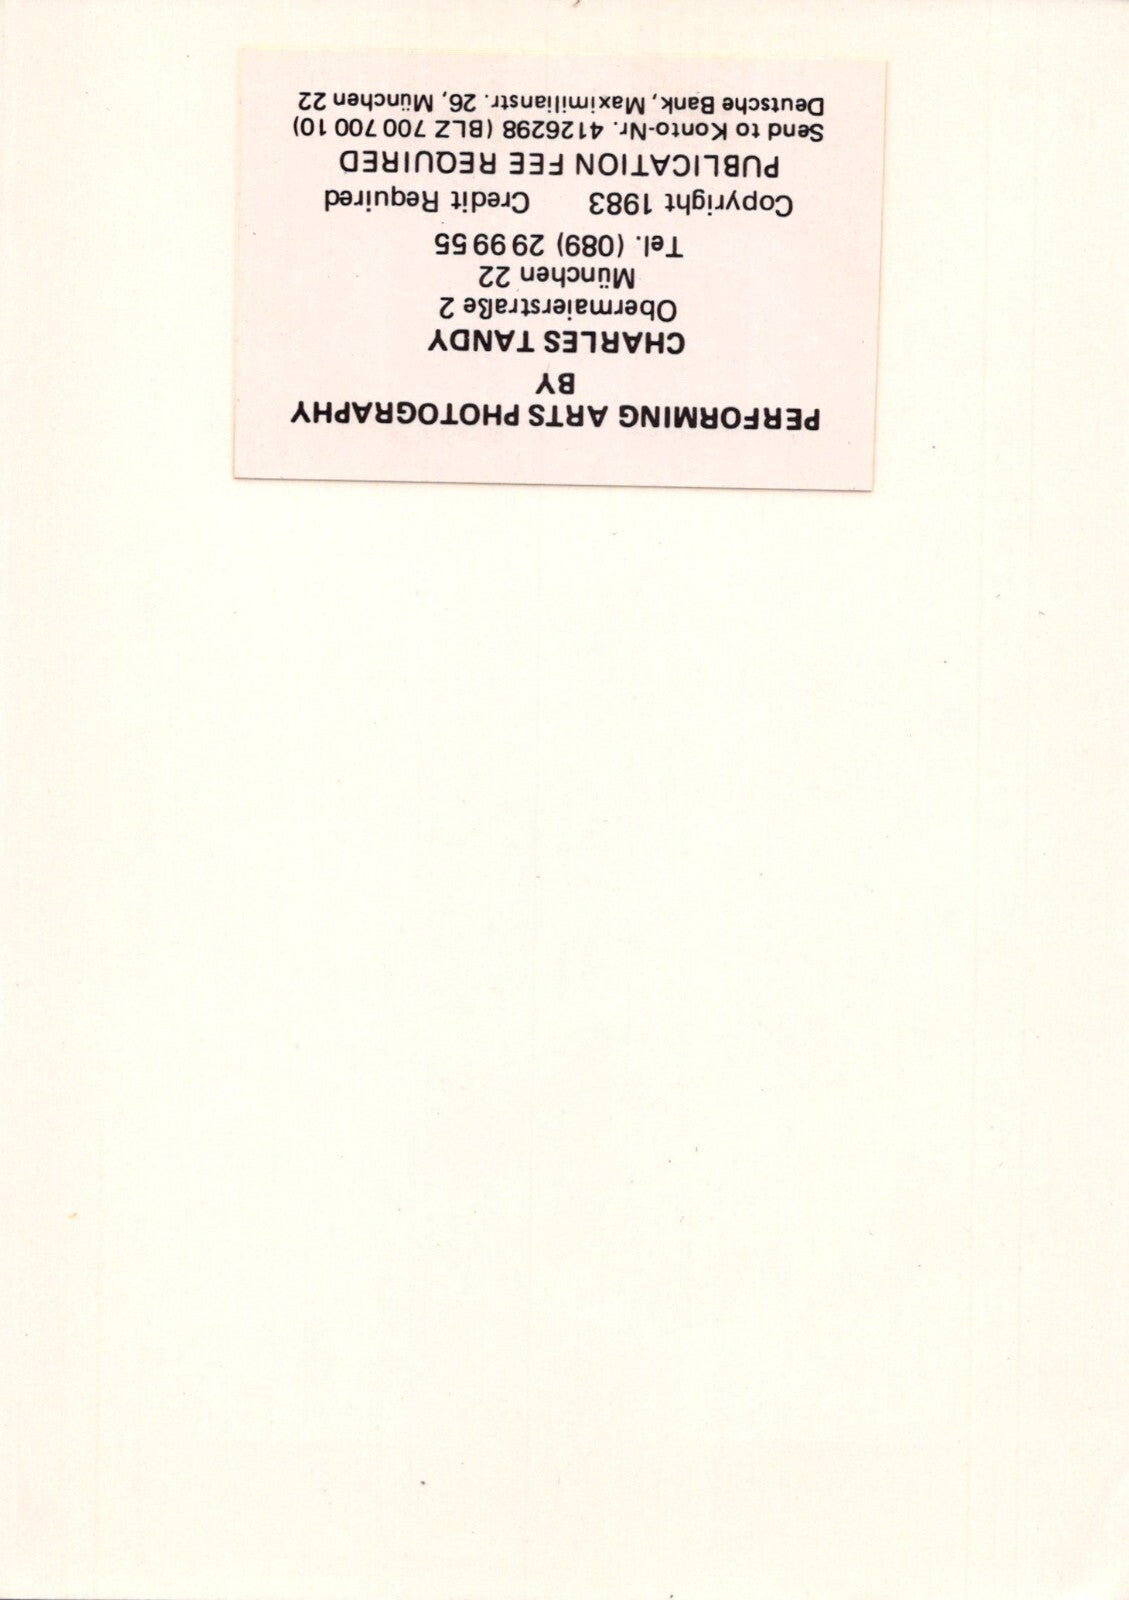 PERFORMING ARTS PHOTOGRAPHY
BY
CHARLES TANDY
Obermaierstraße 2
München 22
Tel. (089) 29 99 55
Copyright 1983 Credit Required
PUBLICATION FEE REQUIRED
Send to Konto-Nr. 4126298 (BLZ 700 700 10)
Deutsche Bank, Maximilianstr. 26, München 22